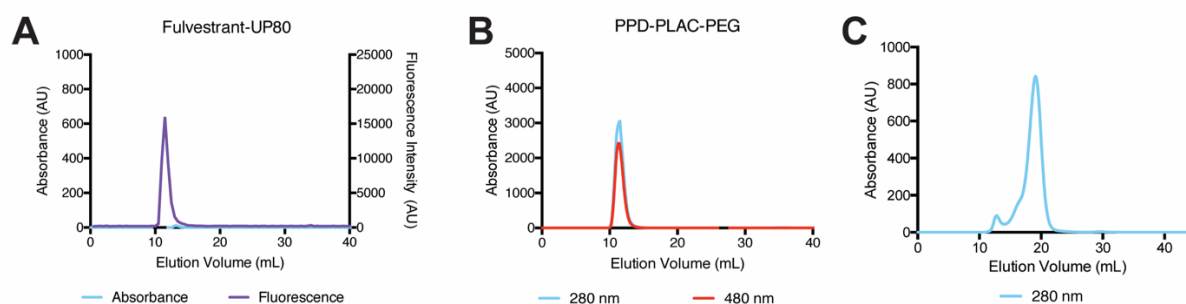 A
Fulvestrant-UP80
1000
800
600
400
200
0
Absorbance (AU)
25000
20000
15000
10000
5000
0
Fluorescence Intensity (AU)
0 10 20 30 40
Elution Volume (mL)
Absorbance Fluorescence
B
PPD-PLAC-PEG
5000
4000
3000
2000
1000
0
Absorbance (AU)
0 10 20 30 40
Elution Volume (mL)
280 nm 480 nm
C
1000
800
600
400
200
0
Absorbance (AU)
0 10 20 30 40
Elution Volume (mL)
280 nm